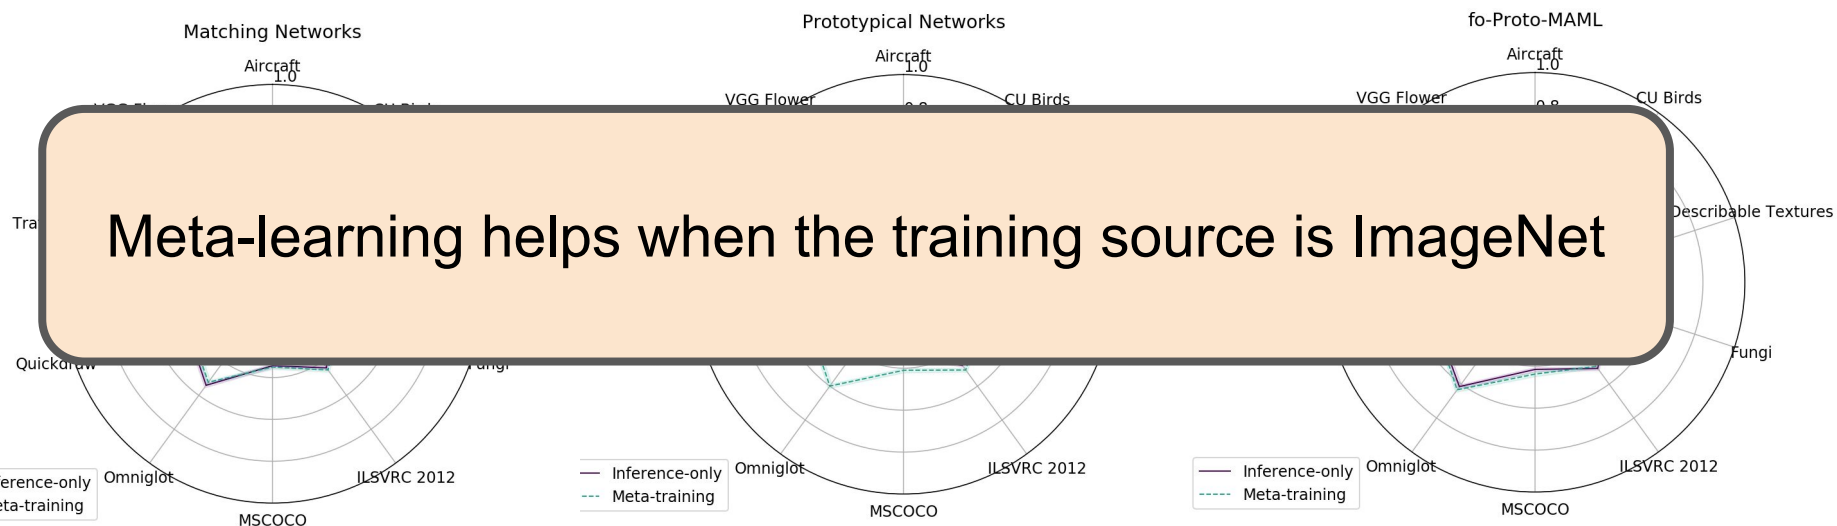 Matching Networks
Prototypical Networks
fo-Proto-MAML
Aircraft
1.0
Aircraft
1.0
Aircraft
1.0
VGG Flower
CU Birds
VGG Flower
CU Birds
Meta-learning helps when the training source is ImageNet
Describable Textures
Quickdraw
Fungi
Fungi
Omniglot
ILSVRC 2012
MSCOCO
Inference-only
Meta-training
Omniglot
ILSVRC 2012
MSCOCO
Inference-only
Meta-training
Omniglot
ILSVRC 2012
MSCOCO